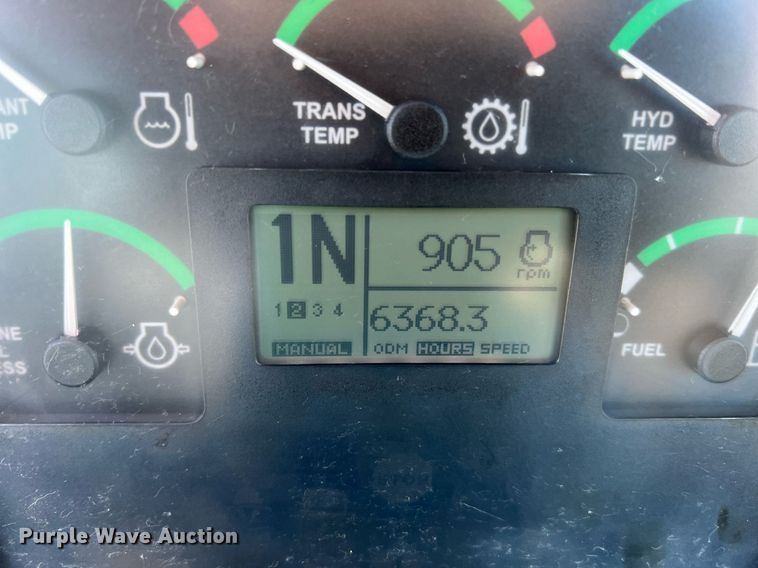 TRANS
TEMP
HYD
TEMP
1N
905
rpm
1 2 3 4
6368.3
MANUAL
ODM HOURS SPEED
FUEL
Purple Wave Auction